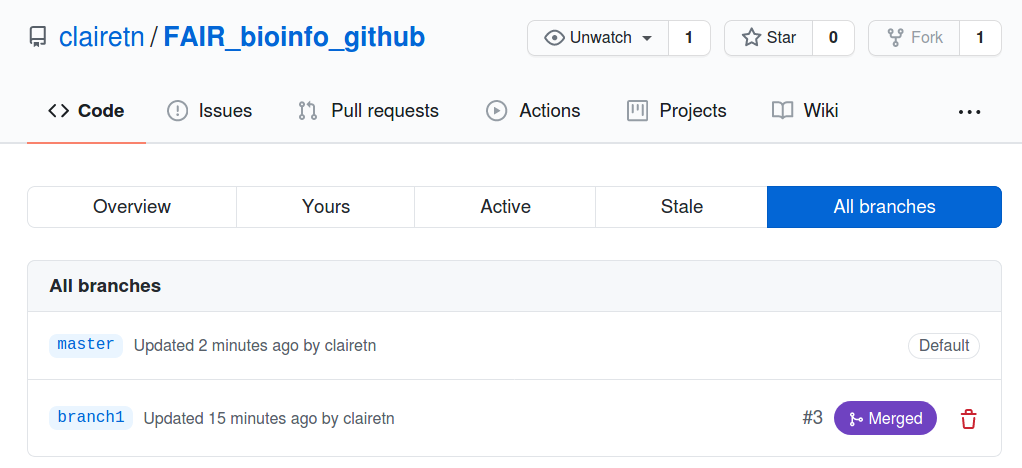 clairetn / FAIR_bioinfo_github Unwatch 1 Star 0 Fork 1
Code Issues Pull requests Actions Projects Wiki ...
Overview Yours Active Stale All branches
All branches
master Updated 2 minutes ago by clairetn Default
branch1 Updated 15 minutes ago by clairetn #3 Merged